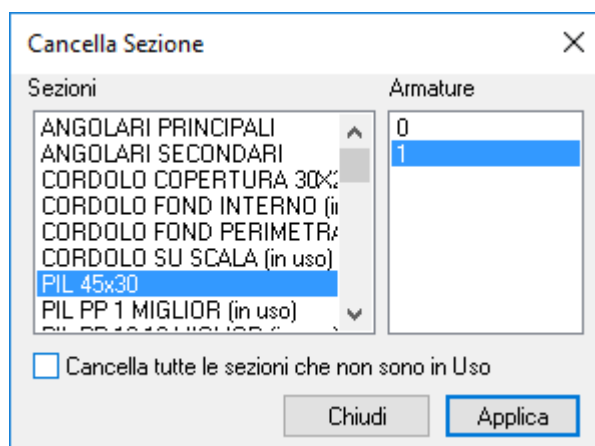 Cancella Sezione
Sezioni
Armature
ANGOLARI PRINCIPALI
ANGOLARI SECONDARI
CORDOLO COPERTURA 30X
CORDOLO FOND INTERNO (i
CORDOLO FOND PERIMETR
CORDOLO SU SCALA (in uso)
PIL 45x30
PIL PP 1 MIGLIOR (in uso)
0
1
Cancella tutte le sezioni che non sono in Uso
Chiudi
Applica